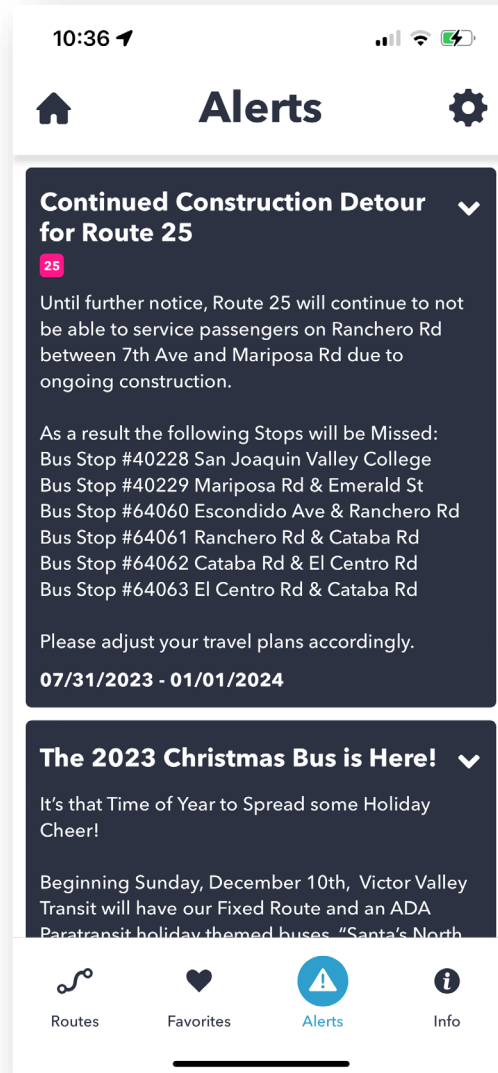 10:36
Alerts
Continued Construction Detour
for Route 25
25
Until further notice, Route 25 will continue to not
be able to service passengers on Ranchero Rd
between 7th Ave and Mariposa Rd due to
ongoing construction.
As a result the following Stops will be Missed:
Bus Stop #40228 San Joaquin Valley College
Bus Stop #40229 Mariposa Rd & Emerald St
Bus Stop #64060 Escondido Ave & Ranchero Rd
Bus Stop #64061 Ranchero Rd & Cataba Rd
Bus Stop #64062 Cataba Rd & El Centro Rd
Bus Stop #64063 El Centro Rd & Cataba Rd
Please adjust your travel plans accordingly.
07/31/2023 - 01/01/2024
The 2023 Christmas Bus is Here!
It’s that Time of Year to Spread some Holiday
Cheer!
Beginning Sunday, December 10th,  Victor Valley
Transit will have our Fixed Route and an ADA
Paratransit holiday themed buses, “Santa’s North
Routes
Favorites
Alerts
Info